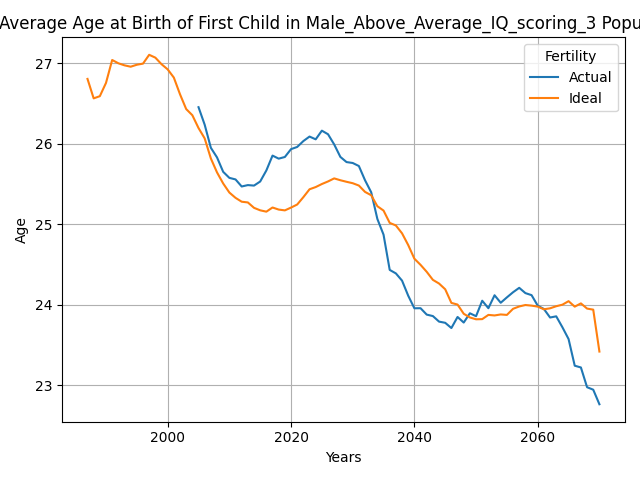 Average Age at Birth of First Child in Male_Above_Average_IQ_scoring_3 Popu
Fertility
Actual
Ideal
27
26
25
24
23
Age
2000
2020
2040
2060
Years